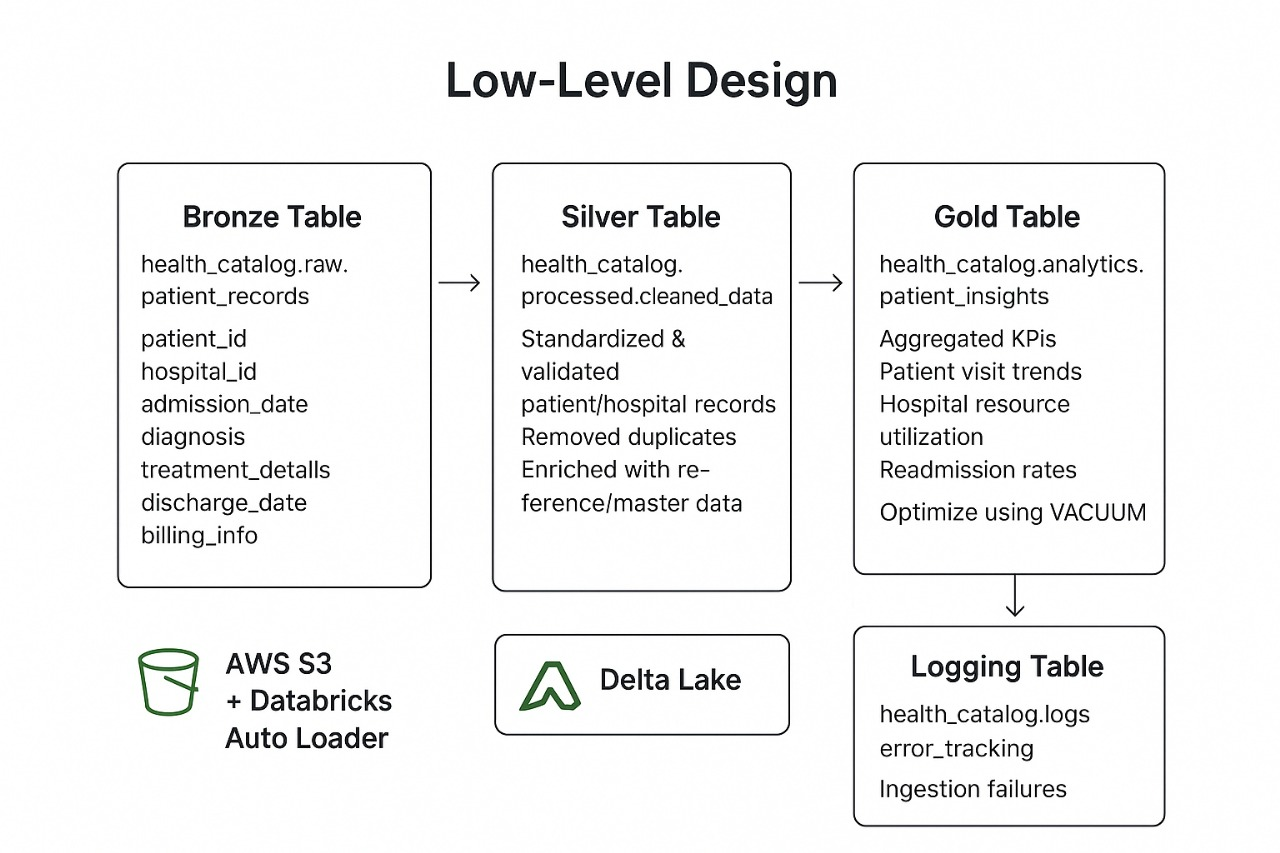 Low-Level Design
Bronze Table
health_catalog.raw.
patient_records
patient_id
hospital_id
admission_date
diagnosis
treatment_detalls
discharge_date
billing_info
Silver Table
health_catalog.
processed.cleaned_data
Standardized &
validated
patient/hospital records
Removed duplicates
Enriched with re-
ference/master data
Gold Table
health_catalog.analytics.
patient_insights
Aggregated KPis
Patient visit trends
Hospital resource
utilization
Readmission rates
Optimize using VACUUM
AWS S3
+ Databricks
Auto Loader
Delta Lake
Logging Table
health_catalog.logs
error_tracking
Ingestion failures